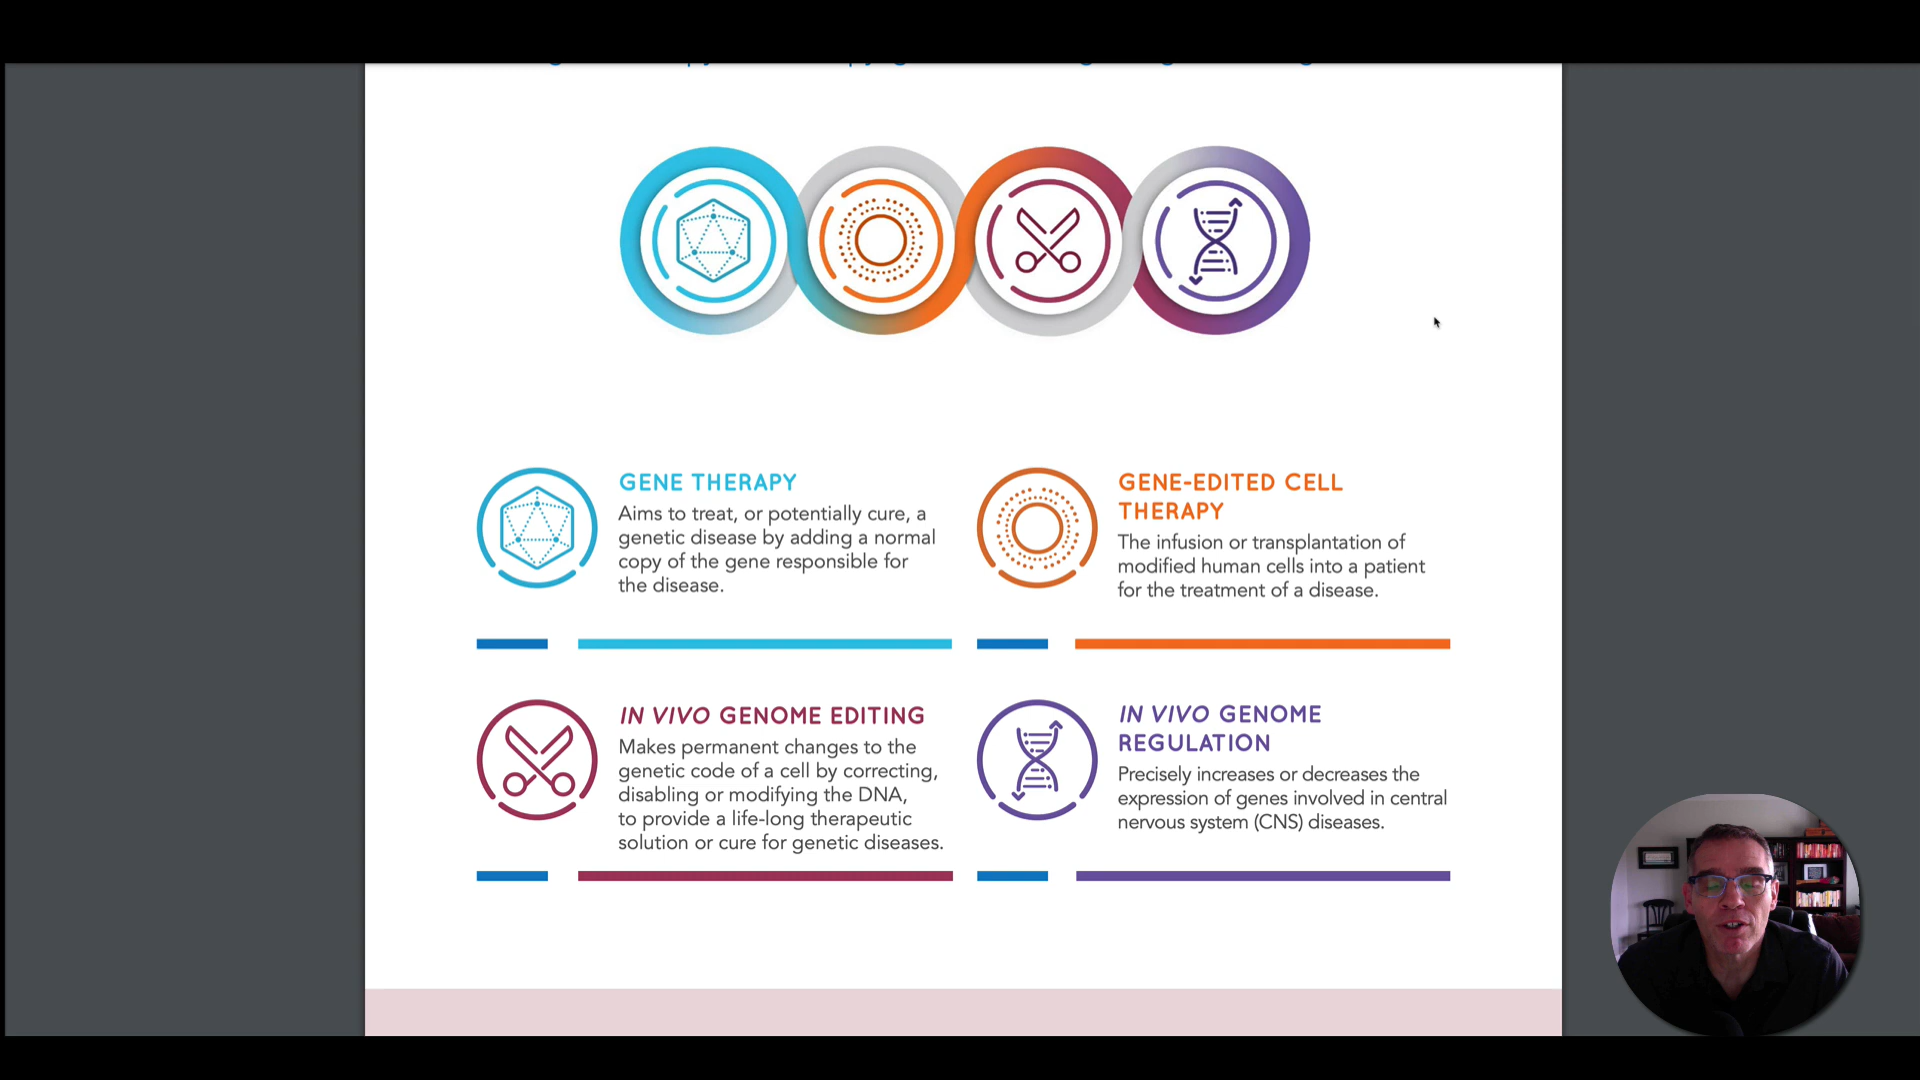 GENE THERAPY
Aims to treat, or potentially cure, a
genetic disease by adding a normal
copy of the gene responsible for
the disease.
GENE-EDITED CELL
THERAPY
The infusion or transplantation of
modified human cells into a patient
for the treatment of a disease.
IN VIVO GENOME EDITING
Makes permanent changes to the
genetic code of a cell by correcting,
disabling or modifying the DNA,
to provide a life-long therapeutic
solution or cure for genetic diseases.
IN VIVO GENOME
REGULATION
Precisely increases or decreases the
expression of genes involved in central
nervous system (CNS) diseases.